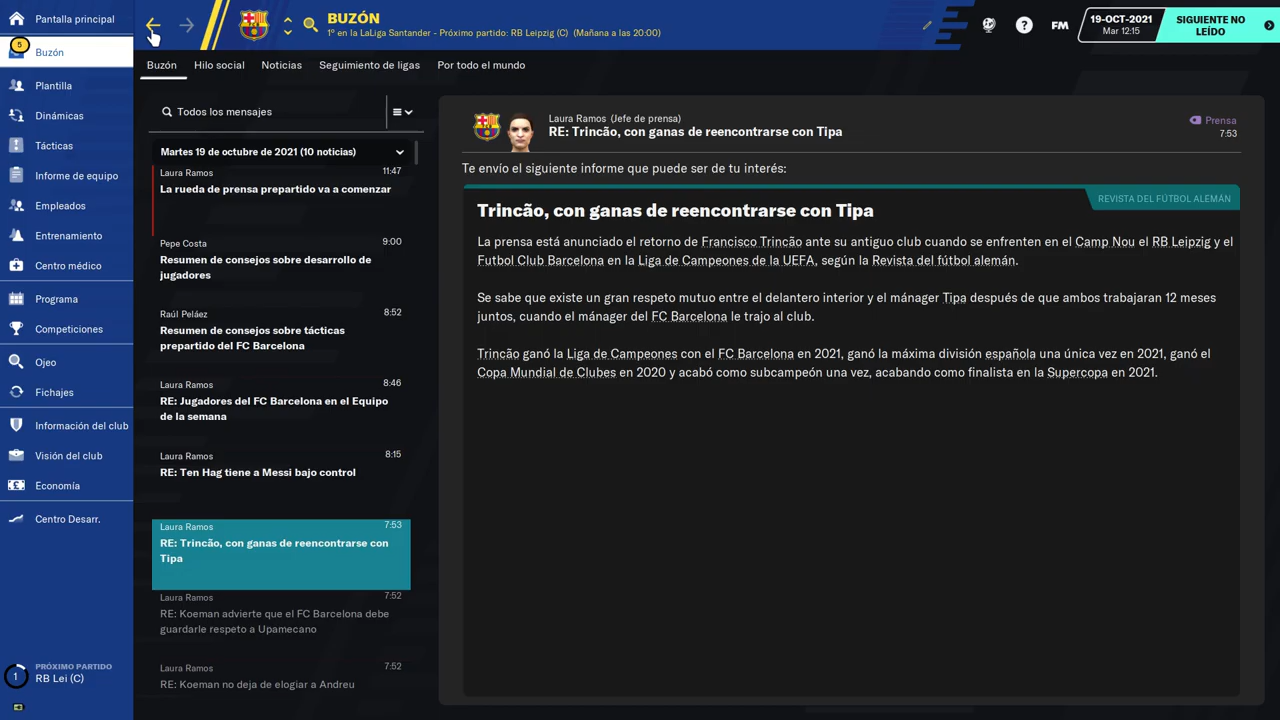 Pantalla principal
5
Buzón
Plantilla
Dinámicas
Tácticas
Informe de equipo
Empleados
Entrenamiento
Centro médico
Programa
Competiciones
Ojeo
Fichajes
Información del club
Visión del club
Economía
Centro Desarr.
PRÓXIMO PARTIDO
1
RB Lei (C)
BUZÓN
1º en la LaLiga Santander - Próximo partido: RB Leipzig (C) (Mañana a las 20:00)
?
FM
19-OCT-2021
Mar 12:15
SIGUIENTE NO
LEÍDO
Buzón
Hilo social
Noticias
Seguimiento de ligas
Por todo el mundo
Todos los mensajes
Martes 19 de octubre de 2021 (10 noticias)
Laura Ramos 11:47
La rueda de prensa prepartido va a comenzar
Pepe Costa 9:00
Resumen de consejos sobre desarrollo de
jugadores
Raúl Peláez 8:52
Resumen de consejos sobre tácticas
prepartido del FC Barcelona
Laura Ramos 8:46
RE: Jugadores del FC Barcelona en el Equipo
de la semana
Laura Ramos 8:15
RE: Ten Hag tiene a Messi bajo control
Laura Ramos 7:53
RE: Trincão, con ganas de reencontrarse con
Tipa
Laura Ramos 7:52
RE: Koeman advierte que el FC Barcelona debe
guardarle respeto a Upamecano
Laura Ramos 7:52
RE: Koeman no deja de elogiar a Andreu
Laura Ramos (Jefe de prensa)
RE: Trincão, con ganas de reencontrarse con Tipa
Prensa
7:53
Te envío el siguiente informe que puede ser de tu interés:
REVISTA DEL FÚTBOL ALEMÁN
Trincão, con ganas de reencontrarse con Tipa
La prensa está anunciado el retorno de Francisco Trincão ante su antiguo club cuando se enfrenten en el Camp Nou el RB Leipzig y el
Futbol Club Barcelona en la Liga de Campeones de la UEFA, según la Revista del fútbol alemán.
Se sabe que existe un gran respeto mutuo entre el delantero interior y el mánager Tipa después de que ambos trabajaran 12 meses
juntos, cuando el mánager del FC Barcelona le trajo al club.
Trincão ganó la Liga de Campeones con el FC Barcelona en 2021, ganó la máxima división española una única vez en 2021, ganó el
Copa Mundial de Clubes en 2020 y acabó como subcampeón una vez, acabando como finalista en la Supercopa en 2021.